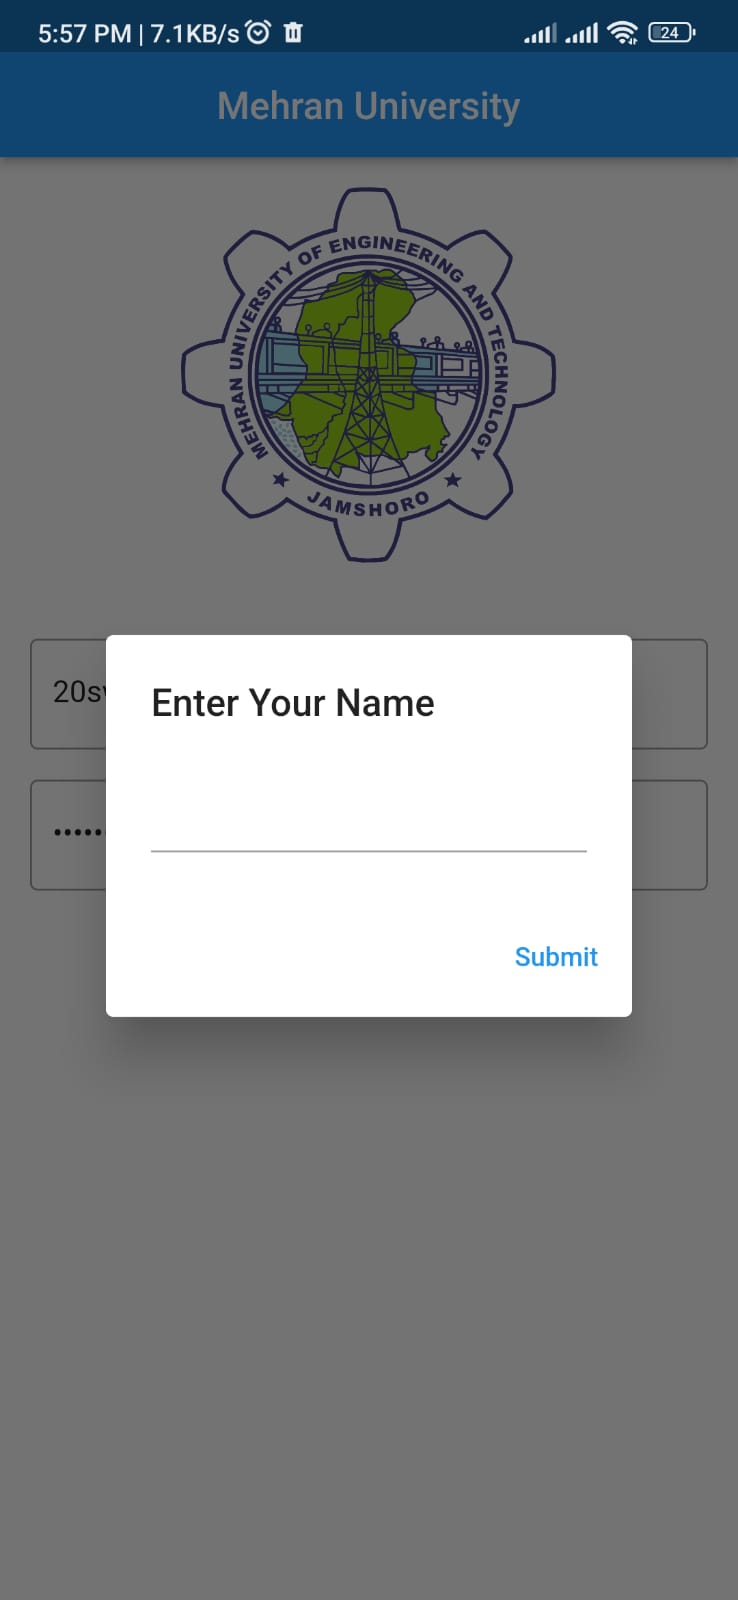 5:57 PM | 7.1KB/s
24
Mehran University
MEHRAN UNIVERSITY OF ENGINEERING AND TECHNOLOGY
JAMSHORO
20s
Enter Your Name
Submit